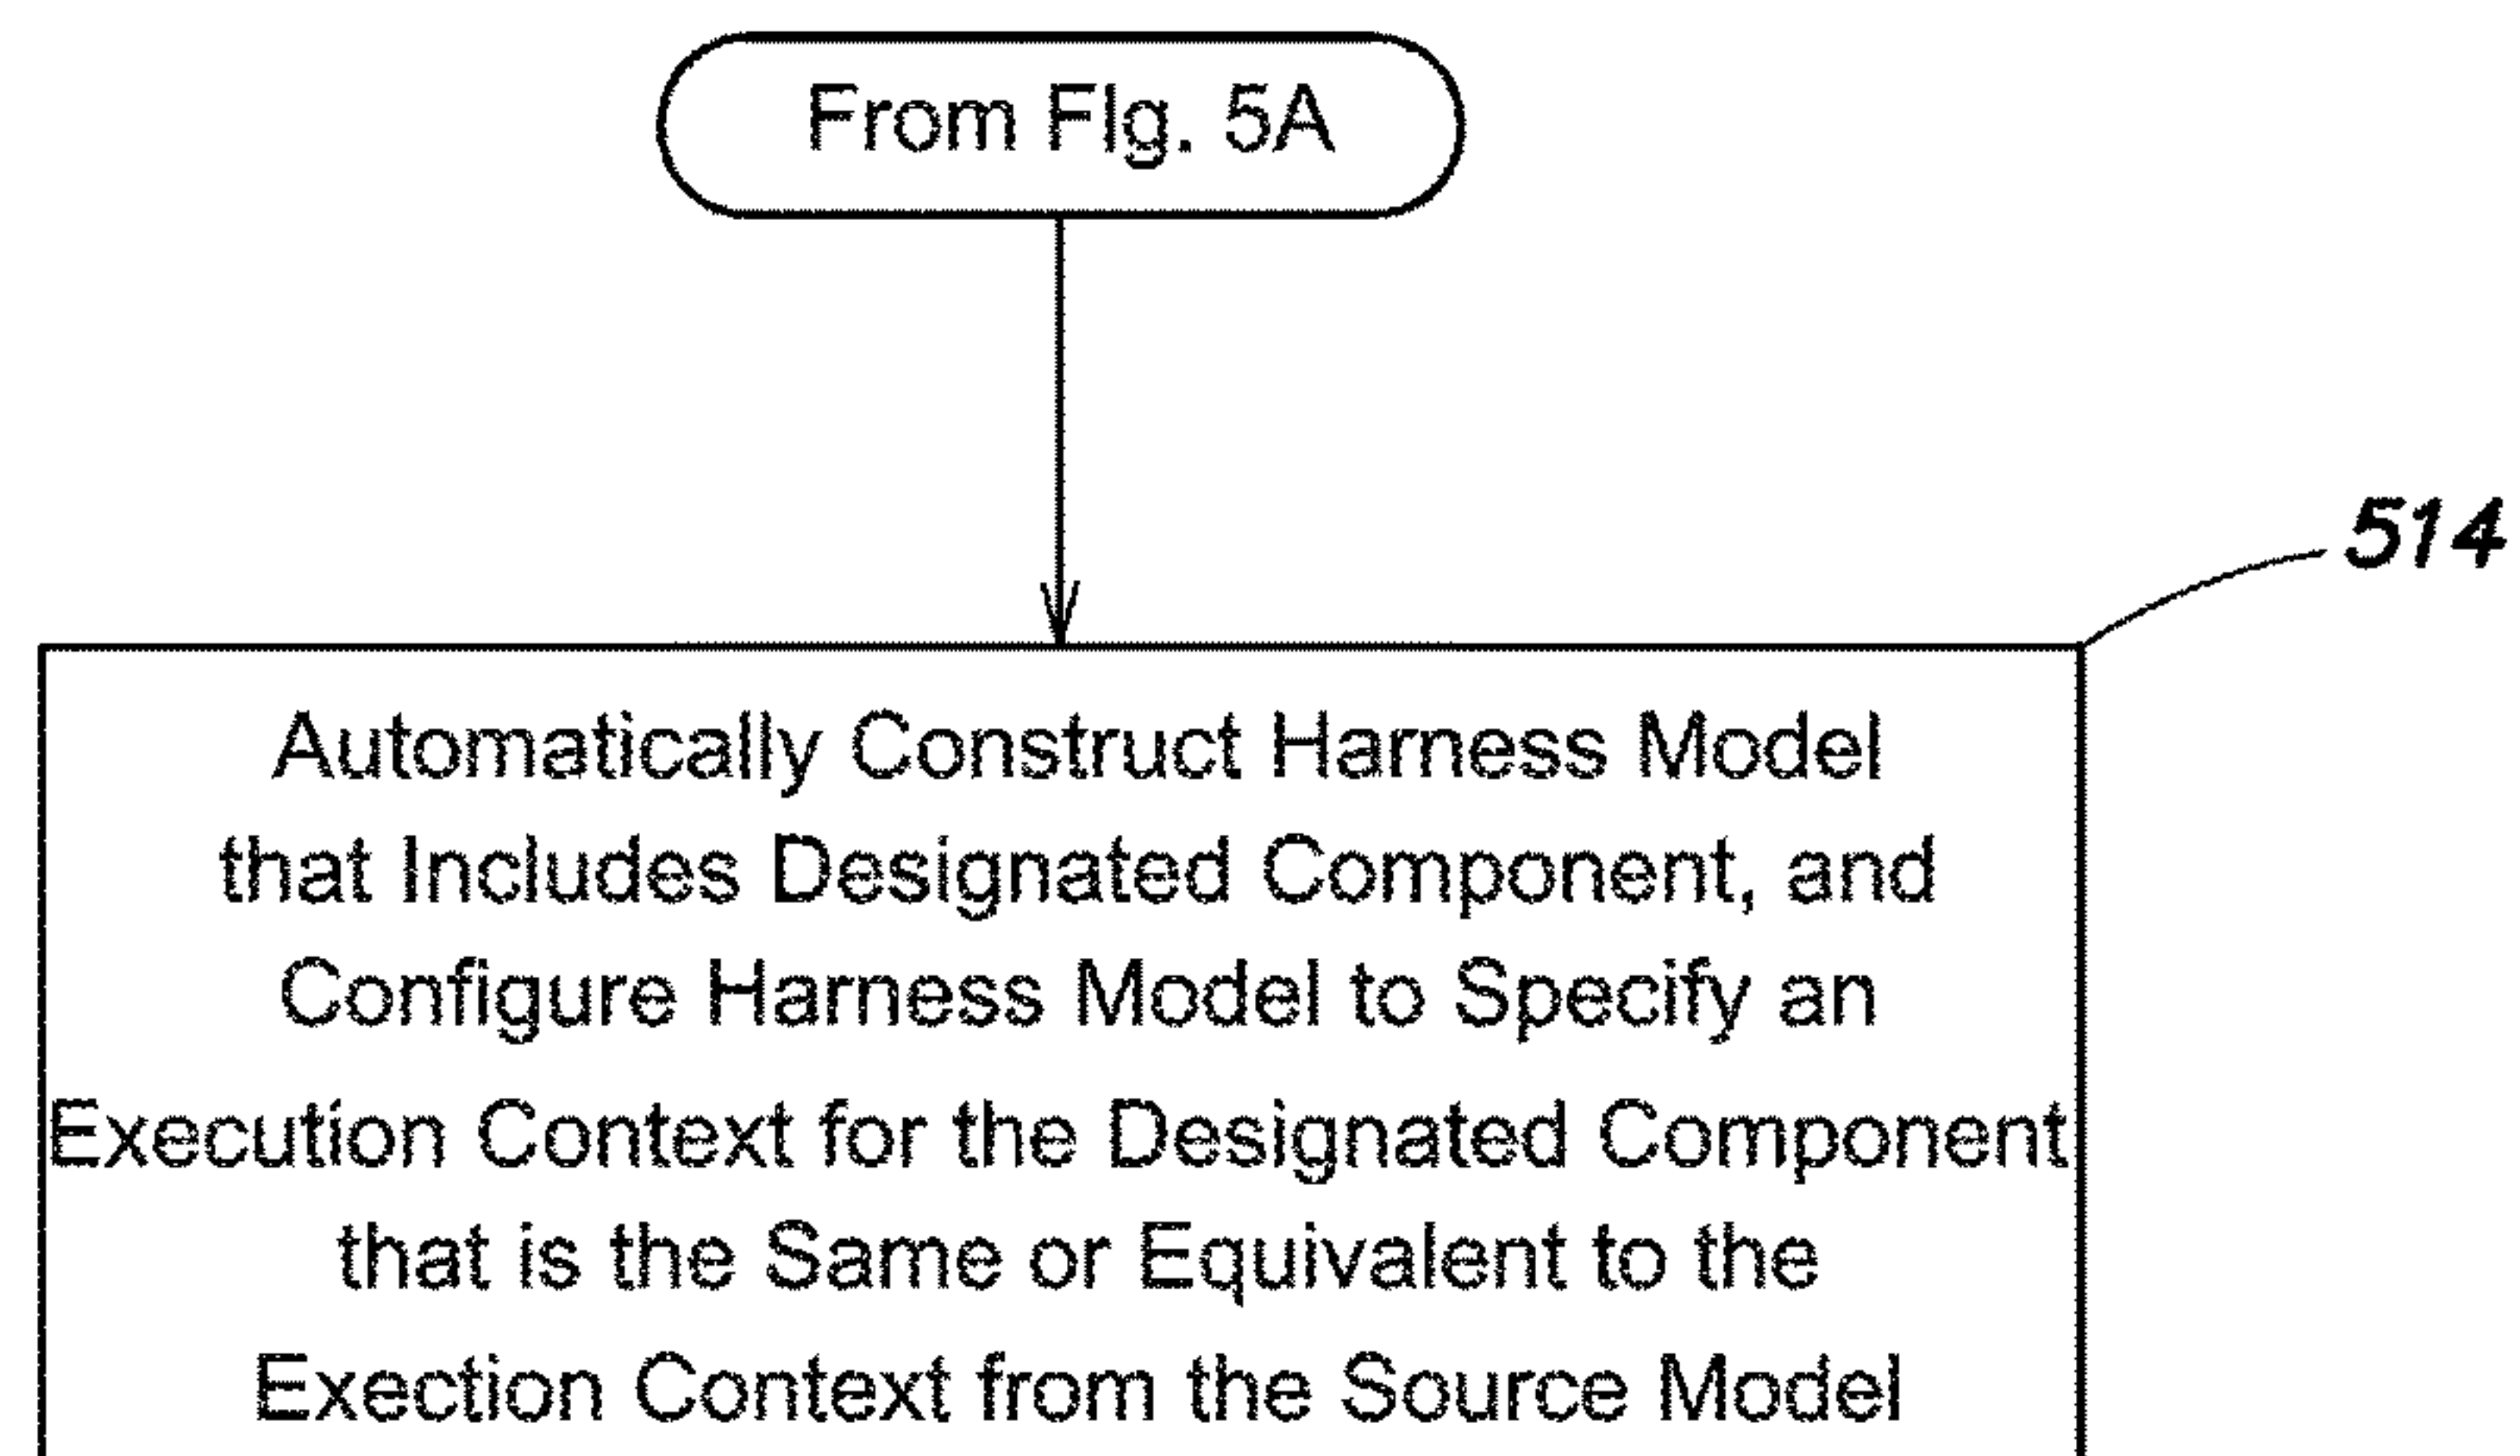 From FIg. 5A
514
Automatically Construct Harness Model
that Includes Designated Component, and
Configure Harness Model to Specify an
Execution Context for the Designated Component
that is the Same or Equivalent to the
Exection Context from the Source Model